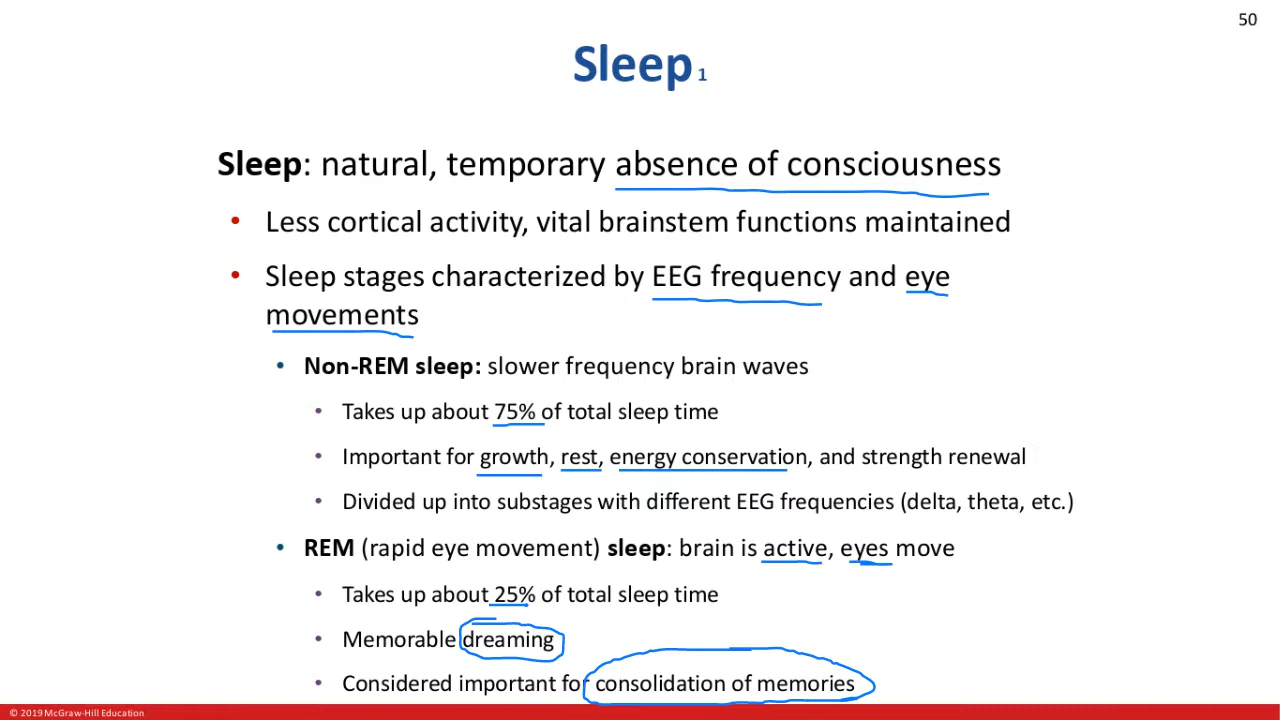 50
Sleep 1
Sleep: natural, temporary absence of consciousness
• Less cortical activity, vital brainstem functions maintained
• Sleep stages characterized by EEG frequency and eye
movements
• Non-REM sleep: slower frequency brain waves
• Takes up about 75% of total sleep time
• Important for growth, rest, energy conservation, and strength renewal
• Divided up into substages with different EEG frequencies (delta, theta, etc.)
• REM (rapid eye movement) sleep: brain is active, eyes move
• Takes up about 25% of total sleep time
• Memorable dreaming
• Considered important for consolidation of memories
© 2019 McGraw-Hill Education